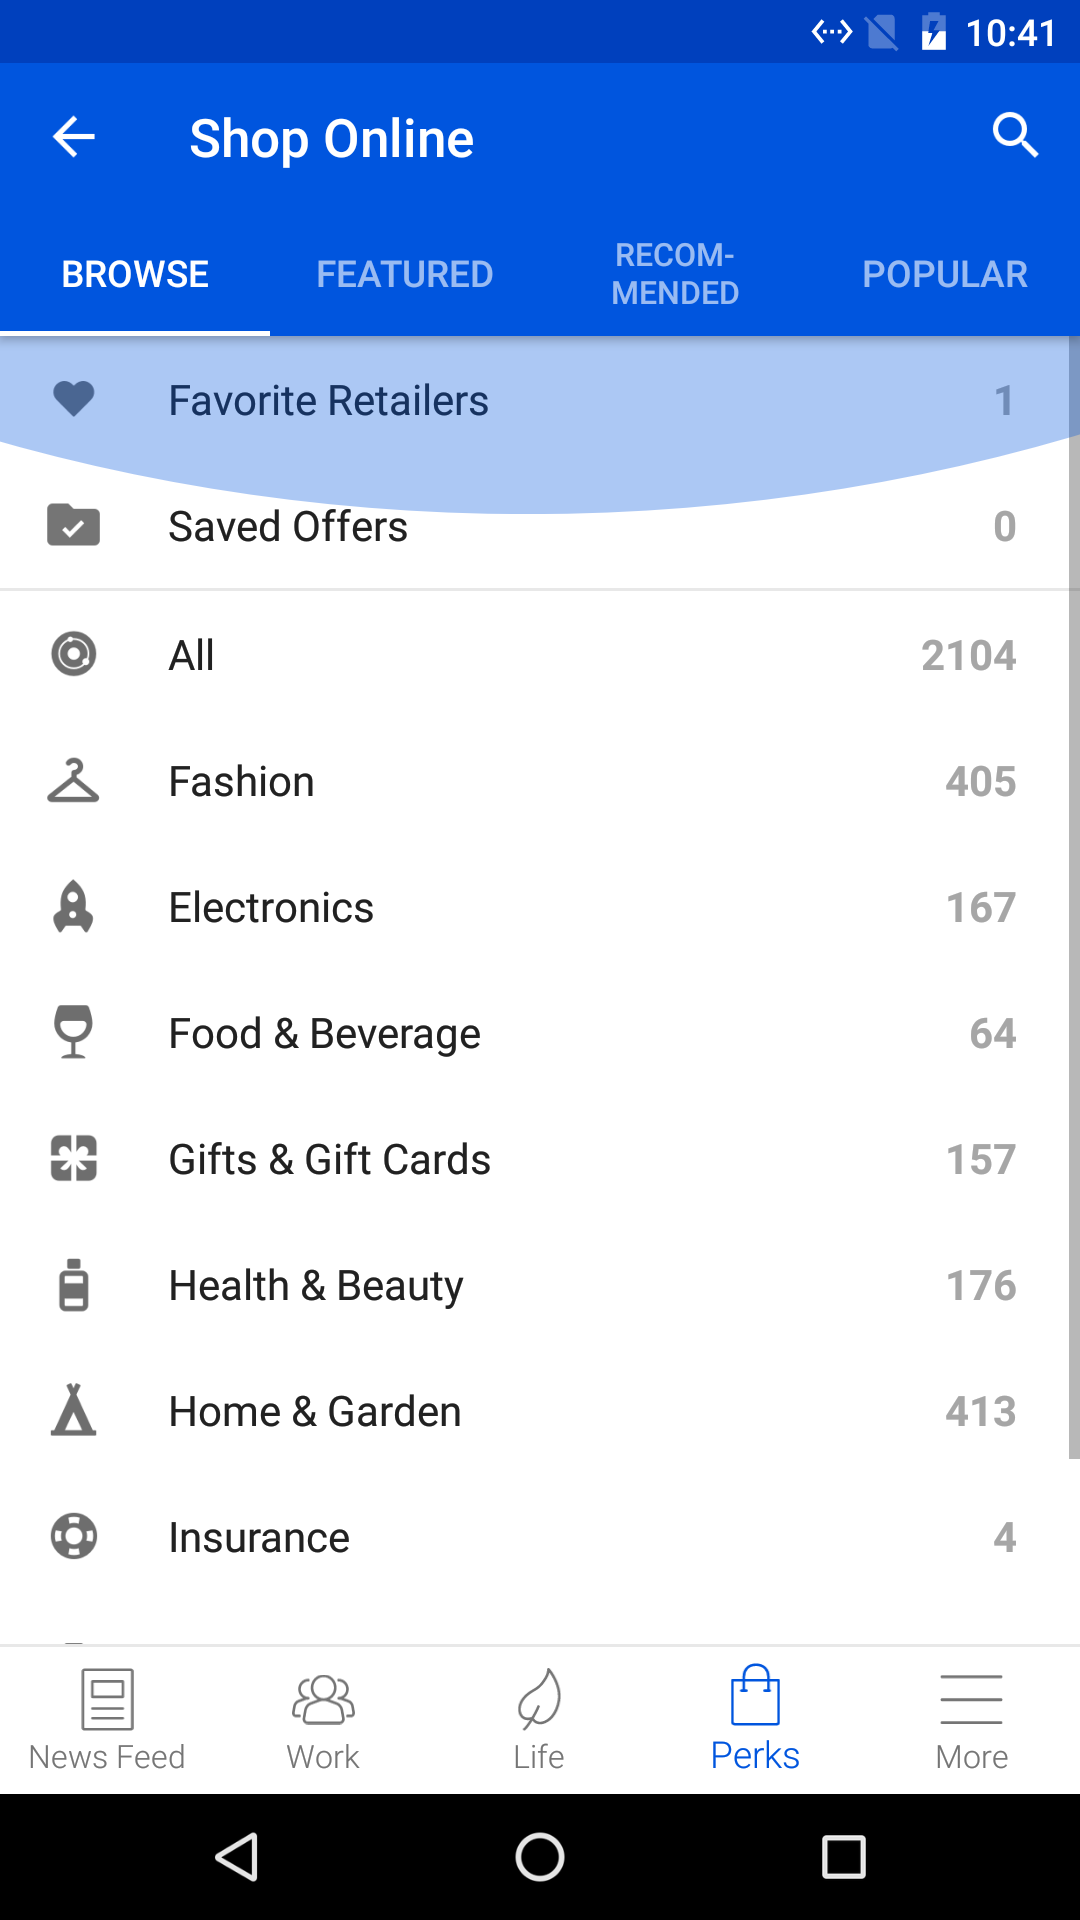 10:41
Shop Online
BROWSE
FEATURED
RECOM-
MENDED
POPULAR
Favorite Retailers 1
Saved Offers 0
All 2104
Fashion 405
Electronics 167
Food & Beverage 64
Gifts & Gift Cards 157
Health & Beauty 176
Home & Garden 413
Insurance 4
News Feed
Work
Life
Perks
More